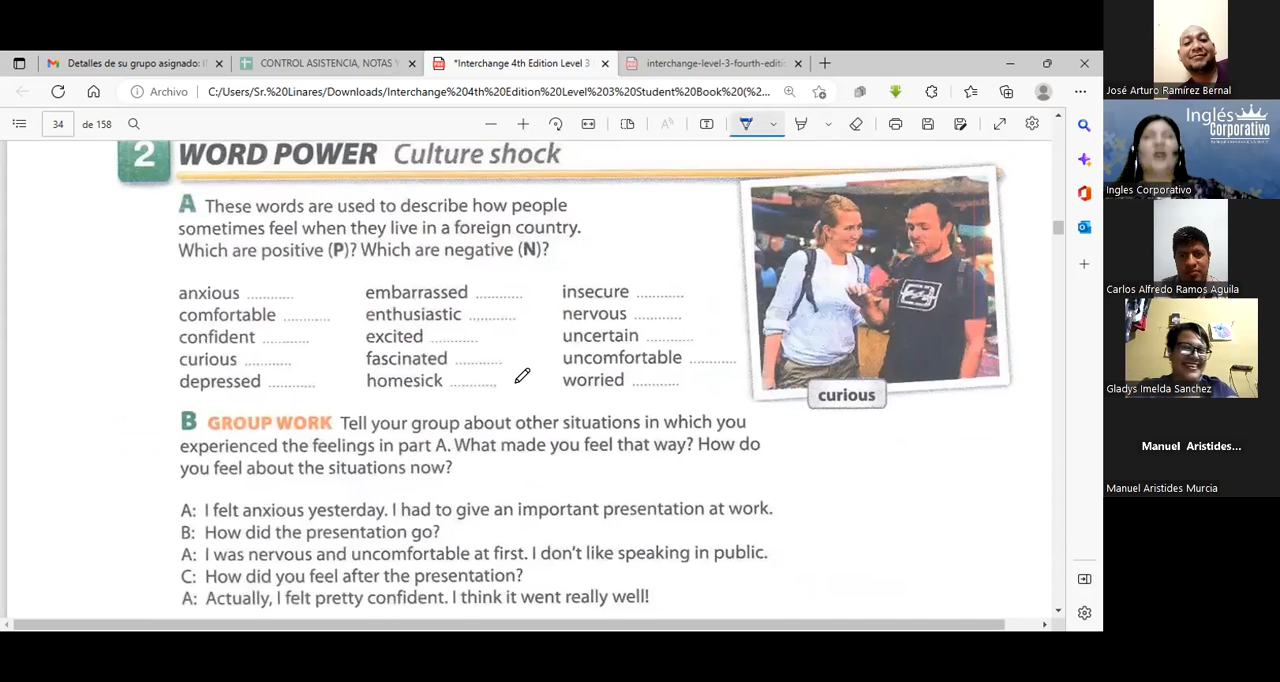 Detalles de su grupo asignado: I
CONTROL ASISTENCIA, NOTAS Y
*Interchange 4th Edition Level 3
interchange-level-3-fourth-editi
Archivo
C:/Users/Sr.%20Linares/Downloads/Interchange%204th%20Edition%20Level%203%20Student%20Book%20(%2...
34 de 158
2 WORD POWER Culture shock
A These words are used to describe how people
sometimes feel when they live in a foreign country.
Which are positive (P)? Which are negative (N)?
anxious ............ embarrassed ............ insecure ............
comfortable ............ enthusiastic ............ nervous ............
confident ............ excited ............ uncertain ............
curious ............ fascinated ............ uncomfortable ............
depressed ............ homesick ............ worried ............
curious
B GROUP WORK Tell your group about other situations in which you
experienced the feelings in part A. What made you feel that way? How do
you feel about the situations now?
A: I felt anxious yesterday. I had to give an important presentation at work.
B: How did the presentation go?
A: I was nervous and uncomfortable at first. I don't like speaking in public.
C: How did you feel after the presentation?
A: Actually, I felt pretty confident. I think it went really well!
José Arturo Ramírez Bernal
Inglés
Corporativo
Ingles Corporativo
Carlos Alfredo Ramos Aguila
Gladys Imelda Sanchez
Manuel Aristides...
Manuel Aristides Murcia